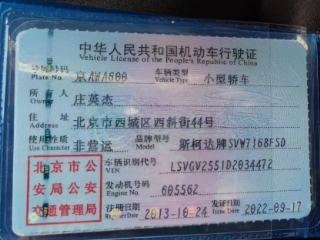 中华人民共和国机动车行驶证
Vehicle License of the People's Republic of China
号牌号码 京AWA600 车辆类型 小型轿车
Plate No. Vehicle Type
所有人 庄英杰
Owner
住址 北京市西城区西斜街44号
Address
使用性质 非营运 品牌型号 斯柯达牌SVW7168FSD
Use Character Model
北京市公 车辆识别代号 LSVGV2551D2034472
VIN
安局公安 发动机号码 605562
Engine No.
交通管理局 注册日期 2013-10-24 发证日期 2022-09-17
Register Date Issue Date